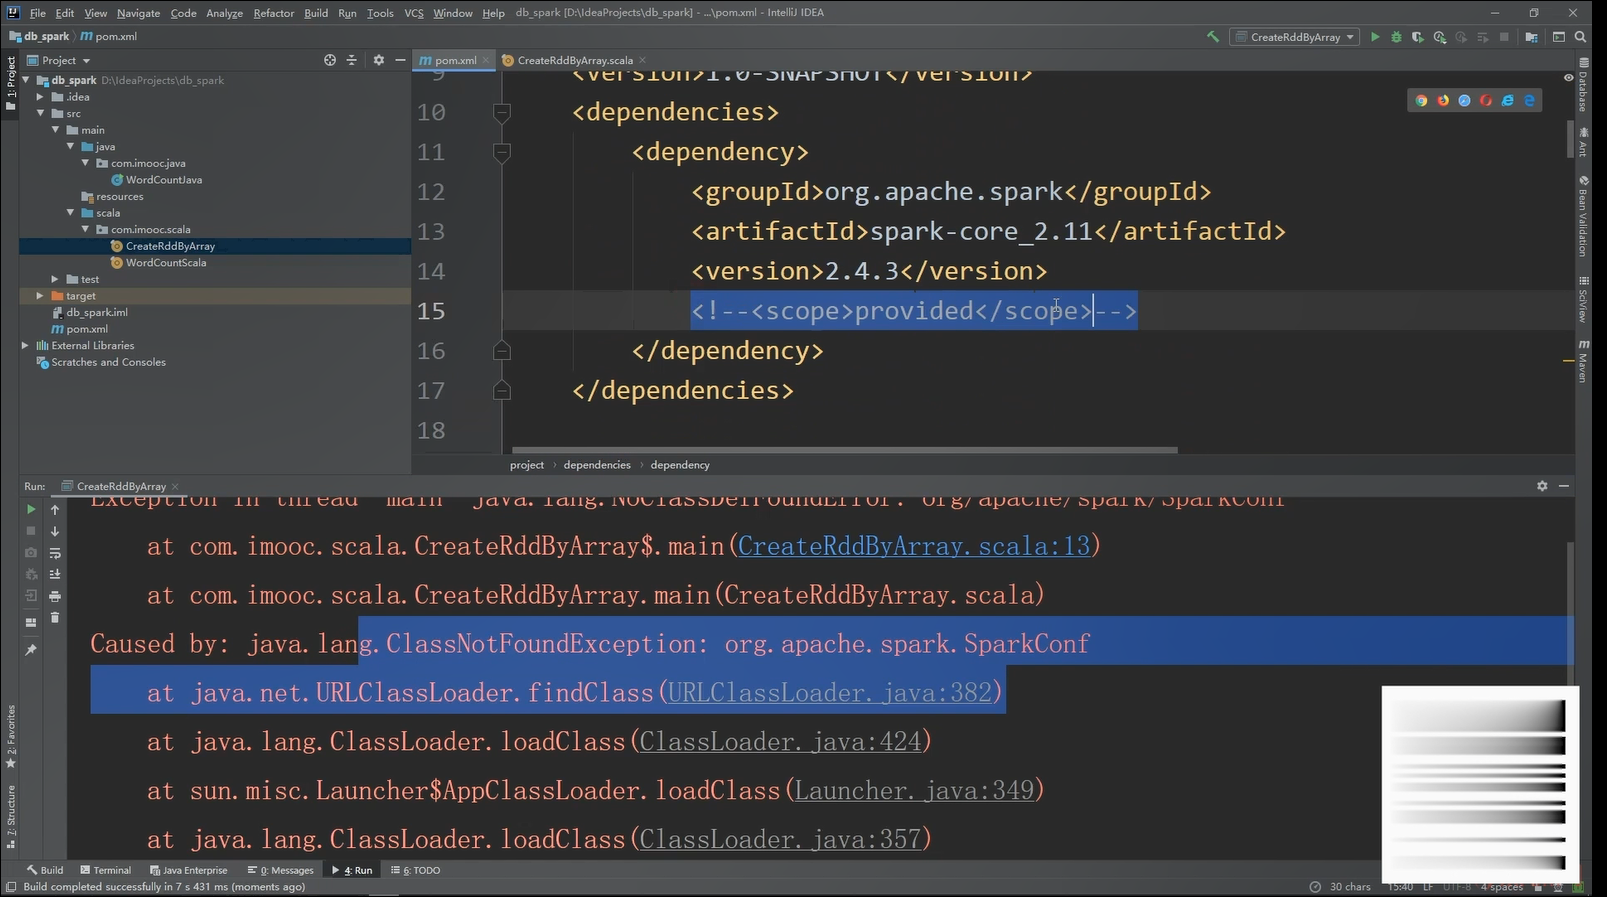 File Edit View Navigate Code Analyze Refactor Build Run Tools VCS Window Help db_spark [D:\IdeaProjects\db_spark] - ...\pom.xml - IntelliJ IDEA
db_spark pom.xml
CreateRddByArray
Project
pom.xml
CreateRddByArray.scala
1: Project
db_spark D:\IdeaProjects\db_spark
.idea
src
main
java
com.imooc.java
WordCountJava
resources
scala
com.imooc.scala
CreateRddByArray
WordCountScala
test
target
db_spark.iml
pom.xml
External Libraries
Scratches and Consoles
9 <version>1.0-SNAPSHOT</version>
10 <dependencies>
11 <dependency>
12 <groupId>org.apache.spark</groupId>
13 <artifactId>spark-core_2.11</artifactId>
14 <version>2.4.3</version>
15 <!--<scope>provided</scope>-->
16 </dependency>
17 </dependencies>
18
project › dependencies › dependency
Database
Ant
Bean Validation
SciView
Maven
Run: CreateRddByArray
Exception in thread "main" java.lang.NoClassDefFoundError: org/apache/spark/SparkConf
at com.imooc.scala.CreateRddByArray$.main(CreateRddByArray.scala:13)
at com.imooc.scala.CreateRddByArray.main(CreateRddByArray.scala)
Caused by: java.lang.ClassNotFoundException: org.apache.spark.SparkConf
at java.net.URLClassLoader.findClass(URLClassLoader.java:382)
at java.lang.ClassLoader.loadClass(ClassLoader.java:424)
at sun.misc.Launcher$AppClassLoader.loadClass(Launcher.java:349)
at java.lang.ClassLoader.loadClass(ClassLoader.java:357)
2: Favorites
7: Structure
Build Terminal Java Enterprise 0: Messages 4: Run 6: TODO
Build completed successfully in 7 s 431 ms (moments ago)
30 chars 15:40 LF UTF-8 4 spaces